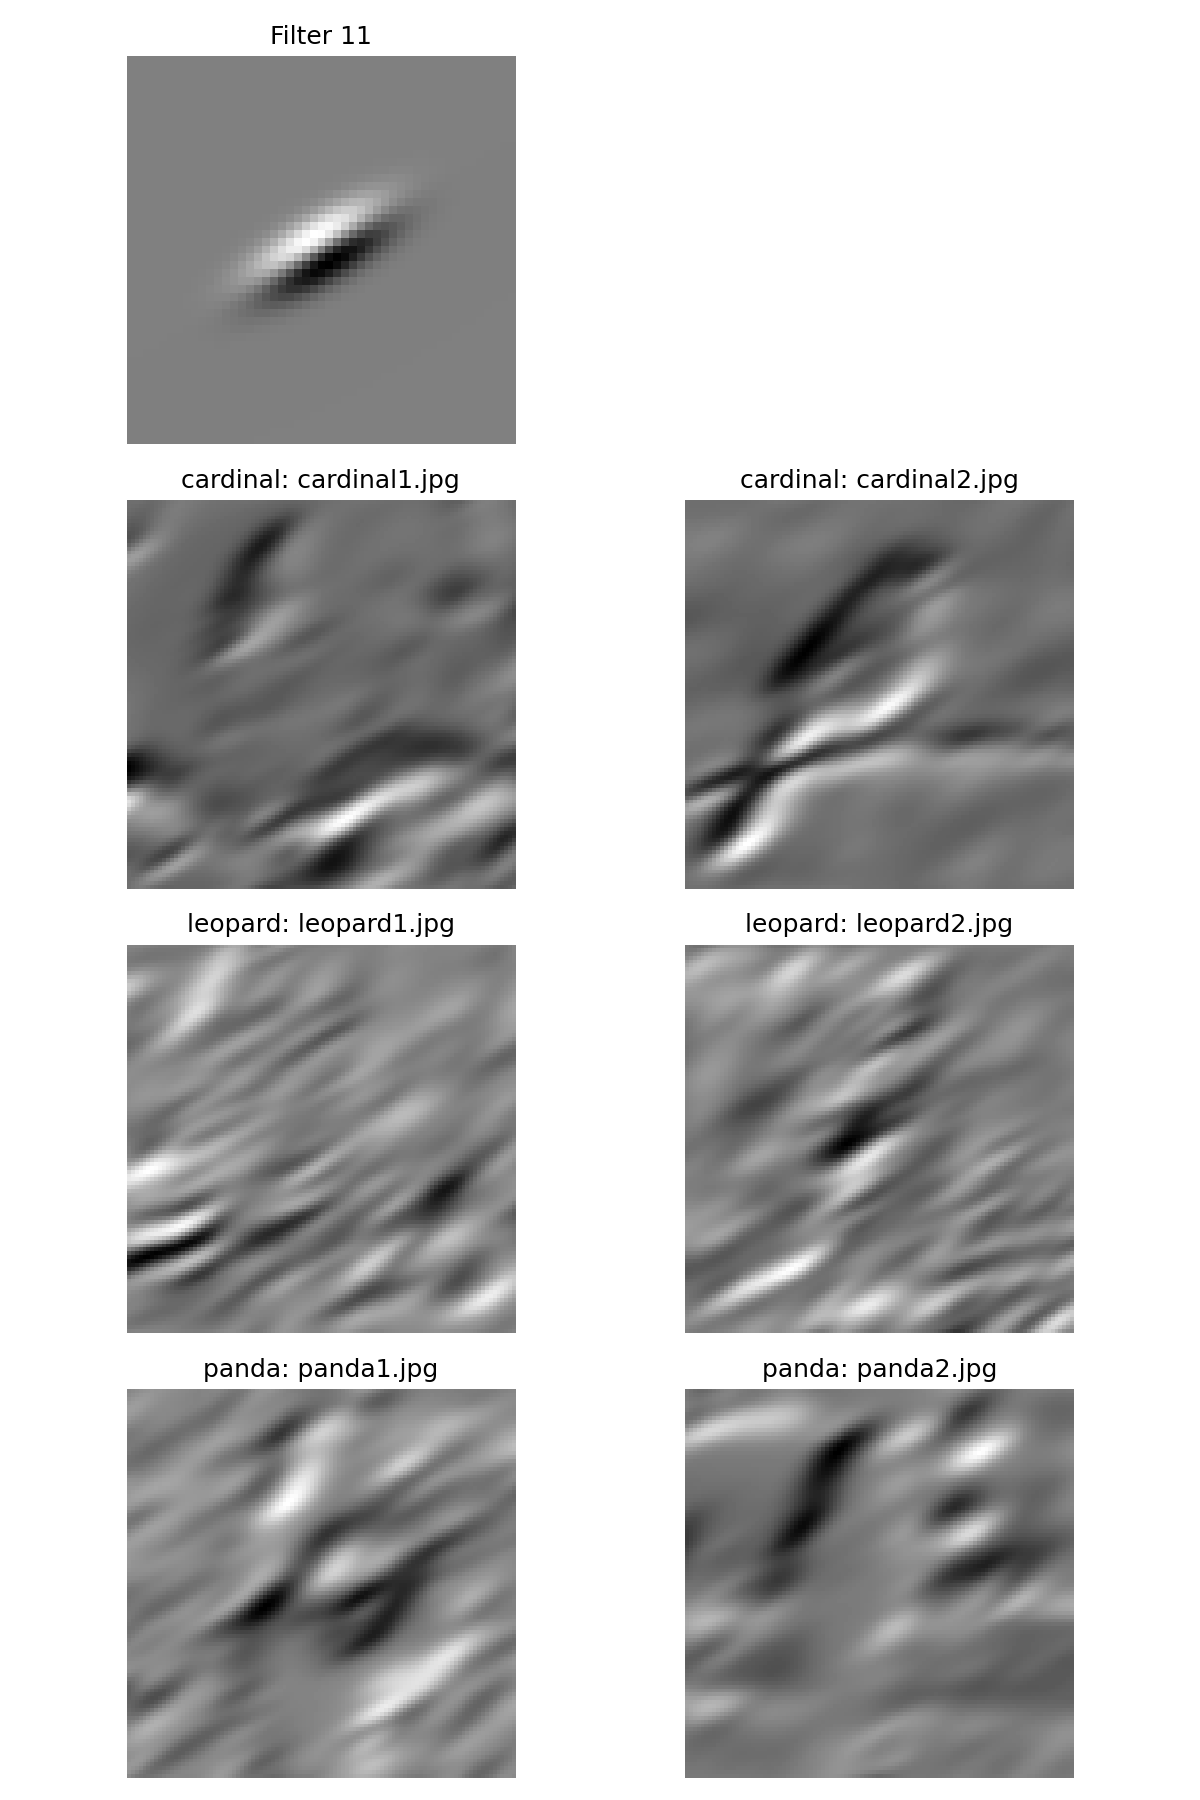 Filter 11
cardinal: cardinal1.jpg
cardinal: cardinal2.jpg
leopard: leopard1.jpg
leopard: leopard2.jpg
panda: panda1.jpg
panda: panda2.jpg